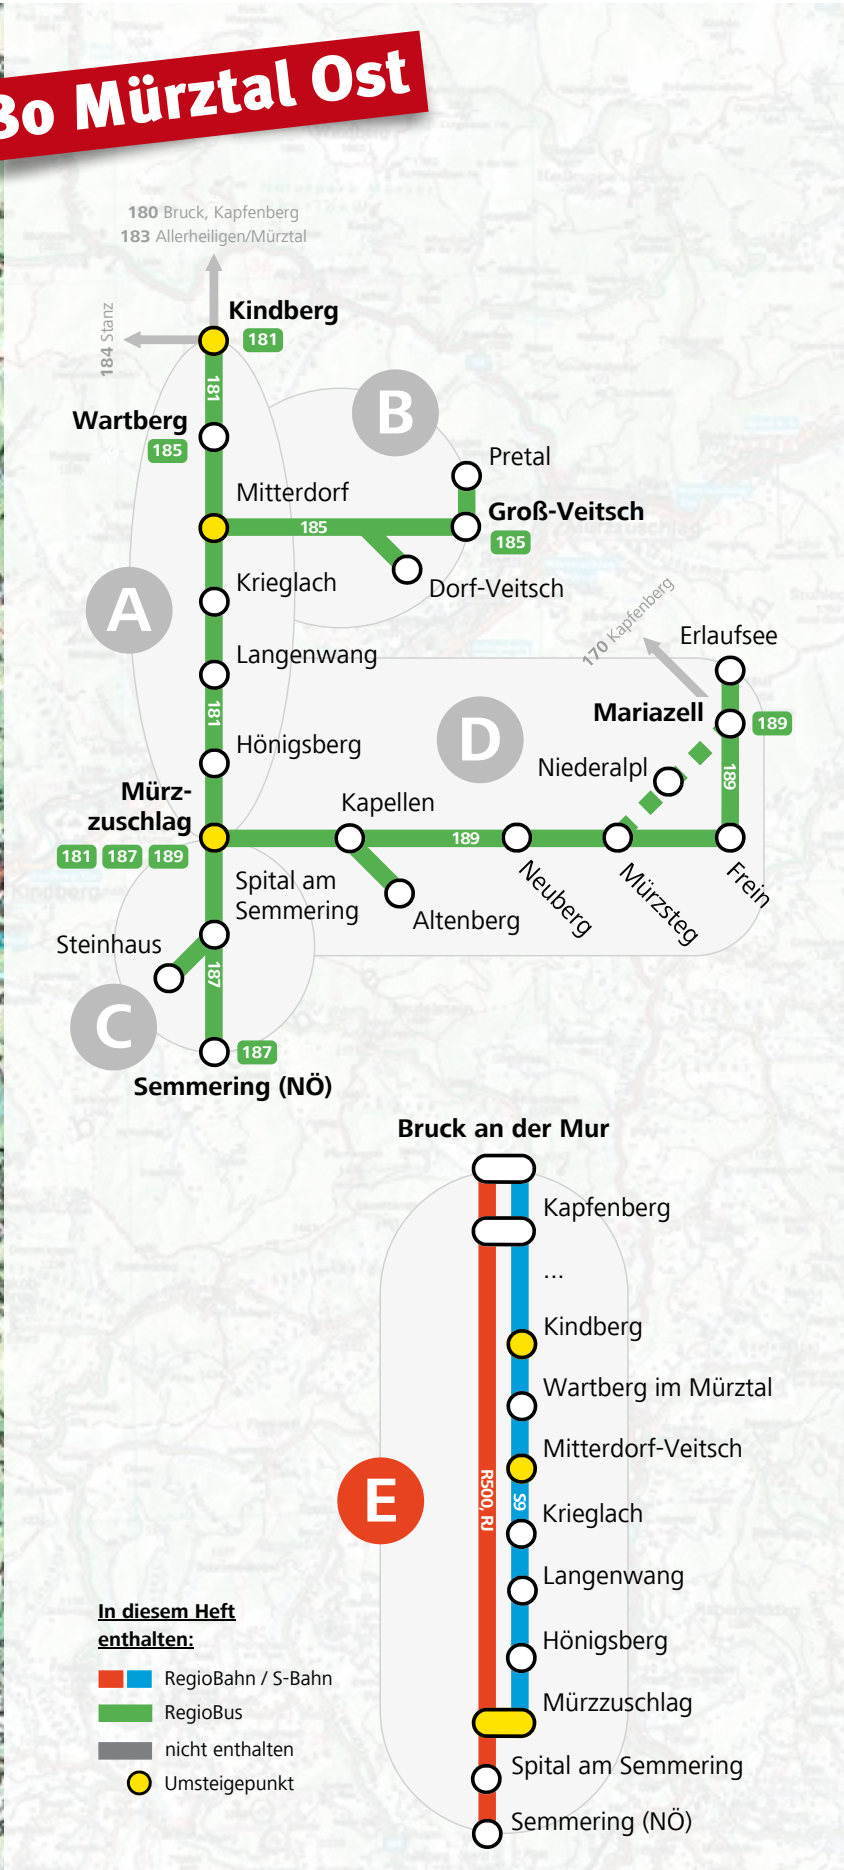 30 Mürztal Ost
180 Bruck, Kapfenberg
183 Allerheiligen/Mürztal
184 Stanz
Kindberg
181
181
Wartberg
185
B
Pretal
Mitterdorf
185
Groß-Veitsch
185
Dorf-Veitsch
A
Krieglach
Langenwang
181
Hönigsberg
170 Kapfenberg
Erlaufsee
Mariazell
189
D
Niederalpl
189
Mürz-
zuschlag
181 187 189
Kapellen
189
Neuberg
Mürzsteg
Frein
Altenberg
Spital am
Semmering
Steinhaus
187
C
187
Semmering (NÖ)
Bruck an der Mur
Kapfenberg
...
Kindberg
Wartberg im Mürztal
Mitterdorf-Veitsch
E
R500, RJ
S9
Krieglach
Langenwang
Hönigsberg
Mürzzuschlag
Spital am Semmering
Semmering (NÖ)
In diesem Heft
enthalten:
RegioBahn / S-Bahn
RegioBus
nicht enthalten
Umsteigepunkt